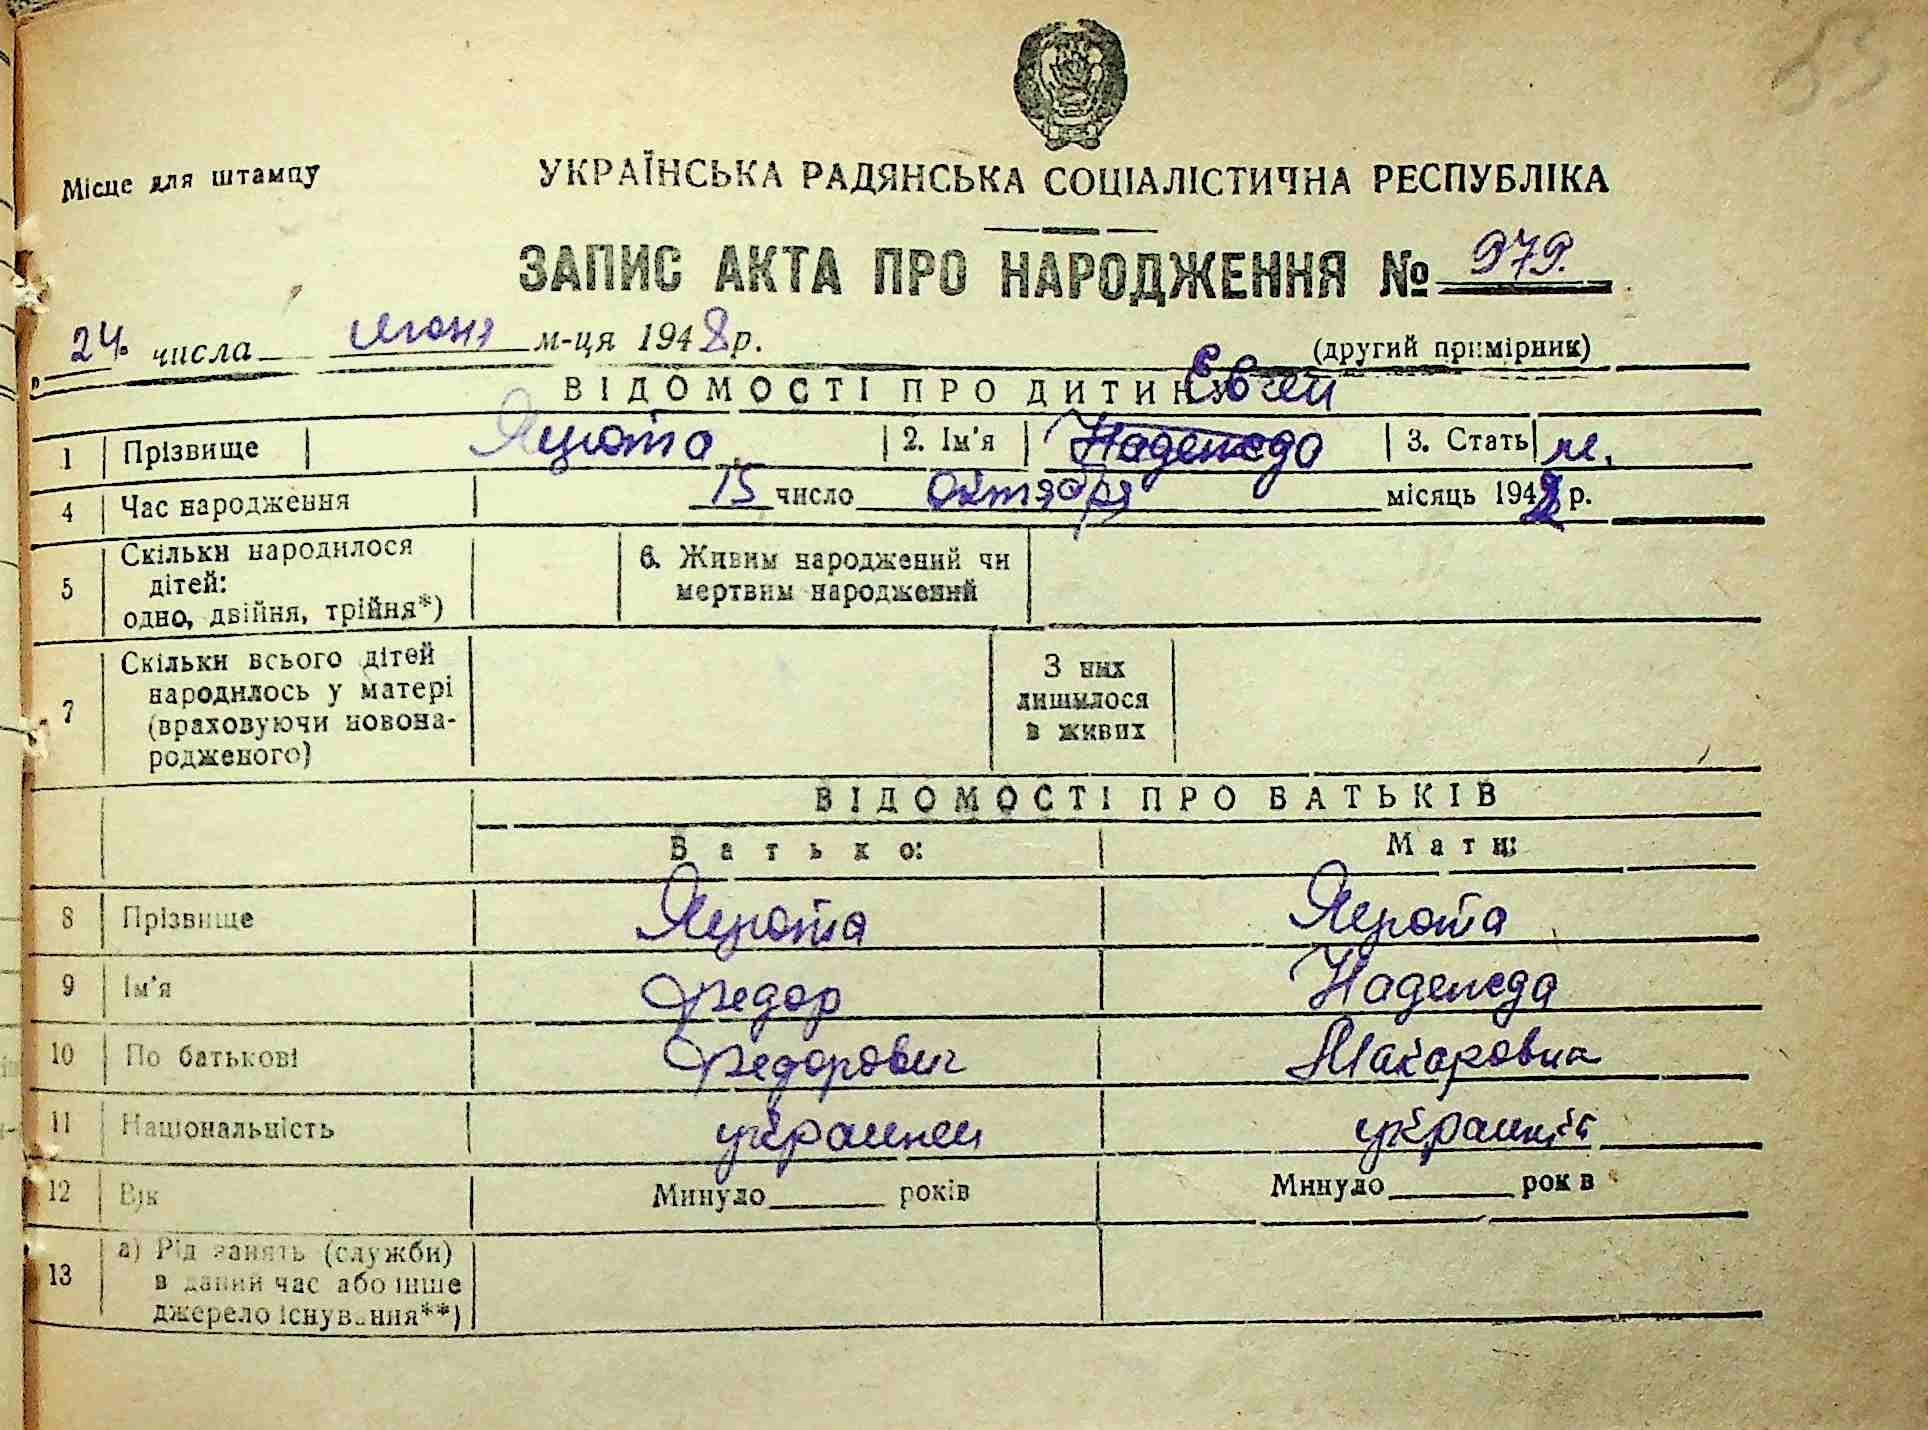 53
Місце для штампу
УКРАЇНСЬКА РАДЯНСЬКА СОЦІАЛІСТИЧНА РЕСПУБЛІКА
ЗАПИС АКТА ПРО НАРОДЖЕННЯ № 979.
24. числа июня м-ця 1948 р.
(другий примірник)
ВІДОМОСТІ ПРО ДИТИНУ
Євгений
1 Прізвище 2. Ім'я Надежда 3. Стать м.
4 Час народження 15 число Октября місяць 194 р.
5 Скільки народилося дітей: одно, двійня, трійня*) 6. Живим народжений чи мертвим народжений
7 Скільки всього дітей народилось у матері (враховуючи новонародженого) З них лишилося в живих
ВІДОМОСТІ ПРО БАТЬКІВ
Батько: Мати:
8 Прізвище
9 Ім'я Федор Надежда
10 По батькові Федорович Макаровна
11 Національність украинец украинка
12 Вік Минуло років Минуло років
13 а) Рід занять (служби) в даний час або інше джерело існування**)